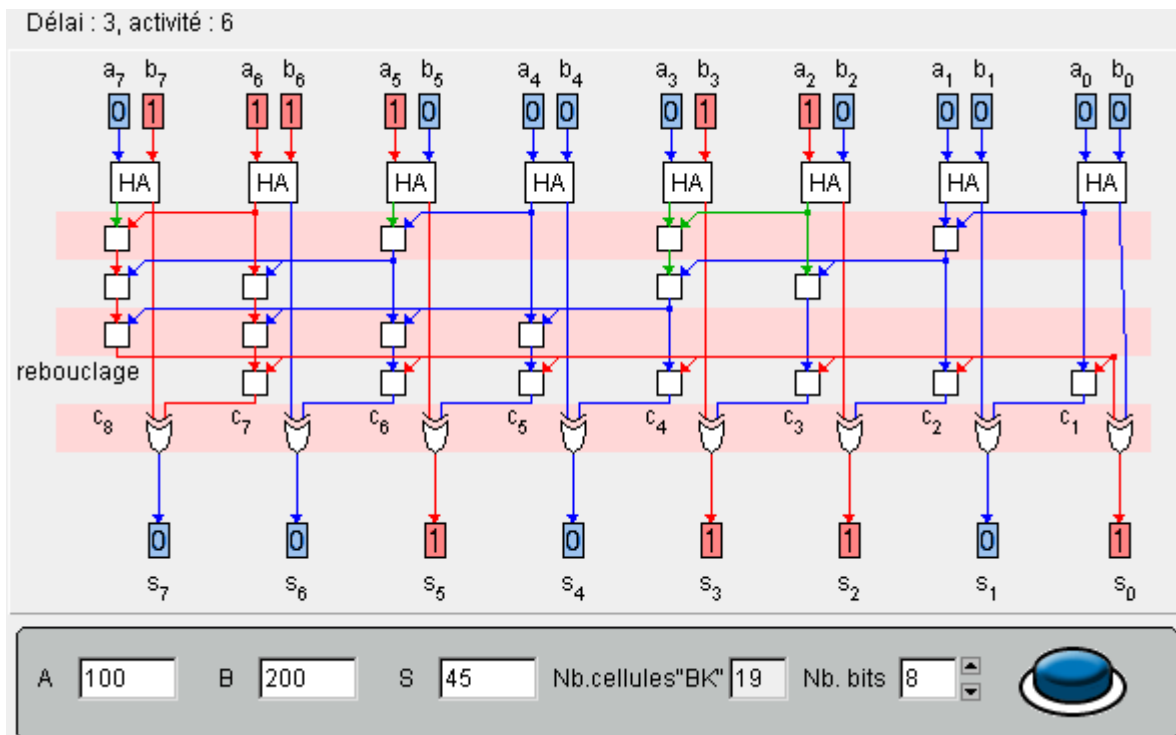 Délai : 3, activité : 6
a7 b7 a6 b6 a5 b5 a4 b4 a3 b3 a2 b2 a1 b1 a0 b0
0 1 1 1 1 0 0 0 0 1 1 0 0 0 0 0
HA HA HA HA HA HA HA HA
rebouclage
c8 c7 c6 c5 c4 c3 c2 c1
0 0 1 0 1 1 0 1
s7 s6 s5 s4 s3 s2 s1 s0
A 100 B 200 S 45 Nb.cellules"BK" 19 Nb. bits 8